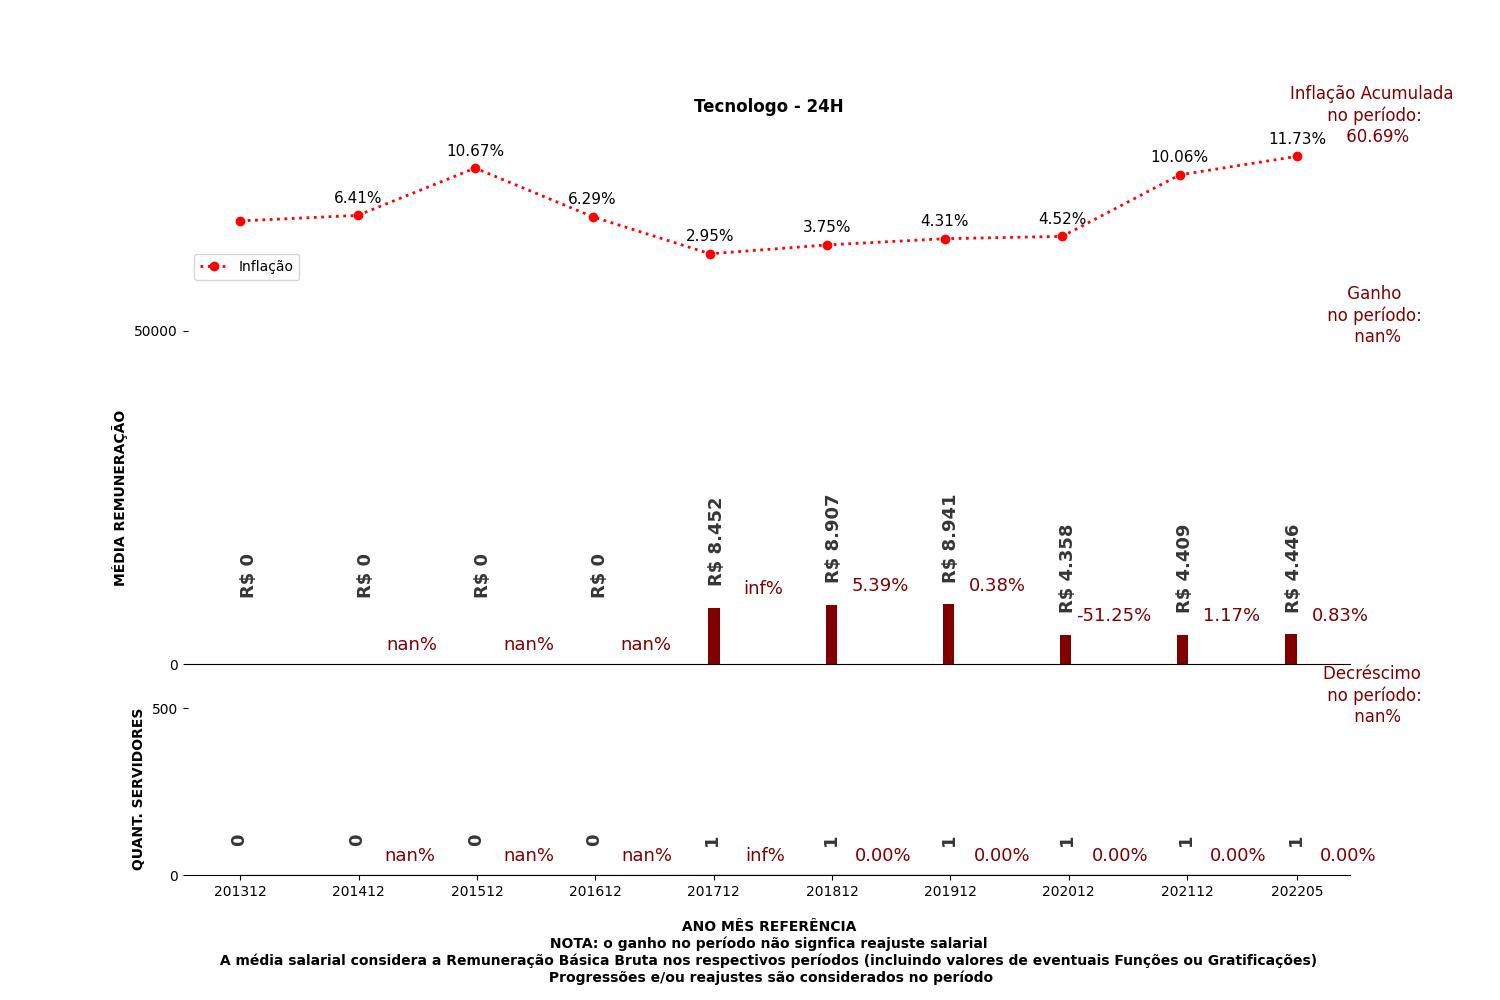 Tecnologo - 24H
Inflação Acumulada
no período:
60.69%
6.41%
10.67%
6.29%
2.95%
3.75%
4.31%
4.52%
10.06%
11.73%
Inflação
Ganho
no período:
nan%
50000
0
MÉDIA REMUNERAÇÃO
R$ 0
R$ 0
R$ 0
R$ 0
R$ 8.452
R$ 8.907
R$ 8.941
R$ 4.358
R$ 4.409
R$ 4.446
nan%
nan%
nan%
inf%
5.39%
0.38%
-51.25%
1.17%
0.83%
Decréscimo
no período:
nan%
500
0
QUANT. SERVIDORES
0
0
0
0
1
1
1
1
1
1
nan%
nan%
nan%
inf%
0.00%
0.00%
0.00%
0.00%
0.00%
201312
201412
201512
201612
201712
201812
201912
202012
202112
202205
ANO MÊS REFERÊNCIA
NOTA: o ganho no período não signfica reajuste salarial
A média salarial considera a Remuneração Básica Bruta nos respectivos períodos (incluindo valores de eventuais Funções ou Gratificações)
Progressões e/ou reajustes são considerados no período